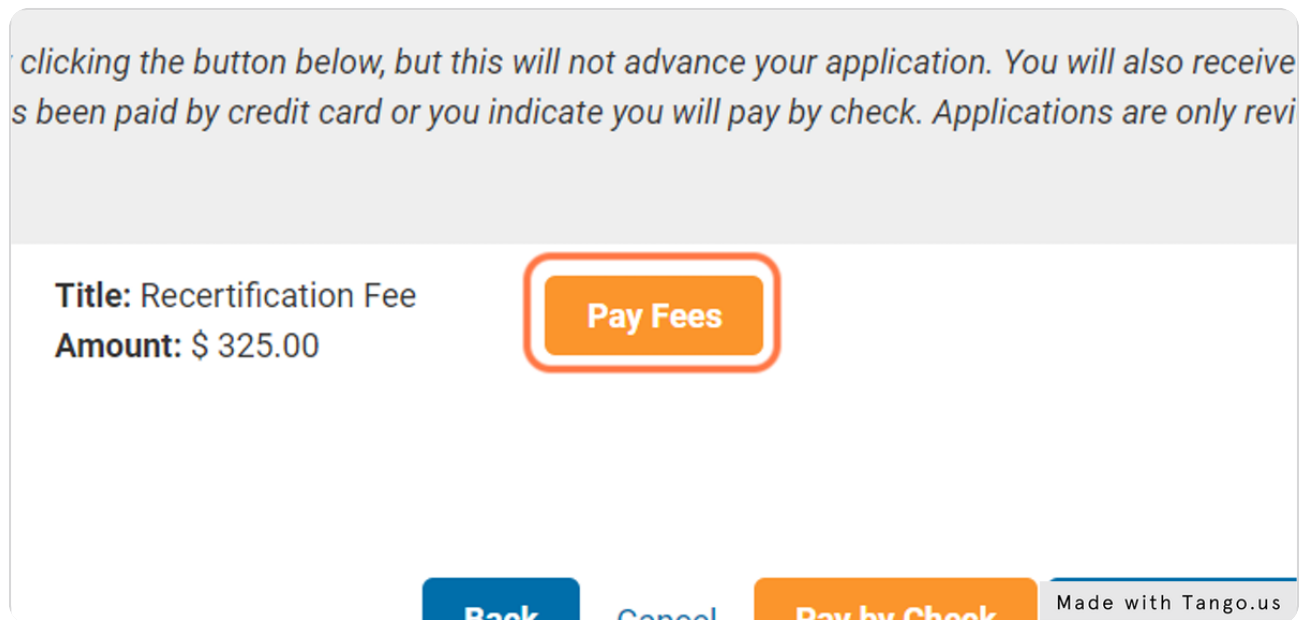 clicking the button below, but this will not advance your application. You will also receive
s been paid by credit card or you indicate you will pay by check. Applications are only revi
Title: Recertification Fee
Pay Fees
Amount: $ 325.00
Back Cancel Pay by Check
Made with Tango.us